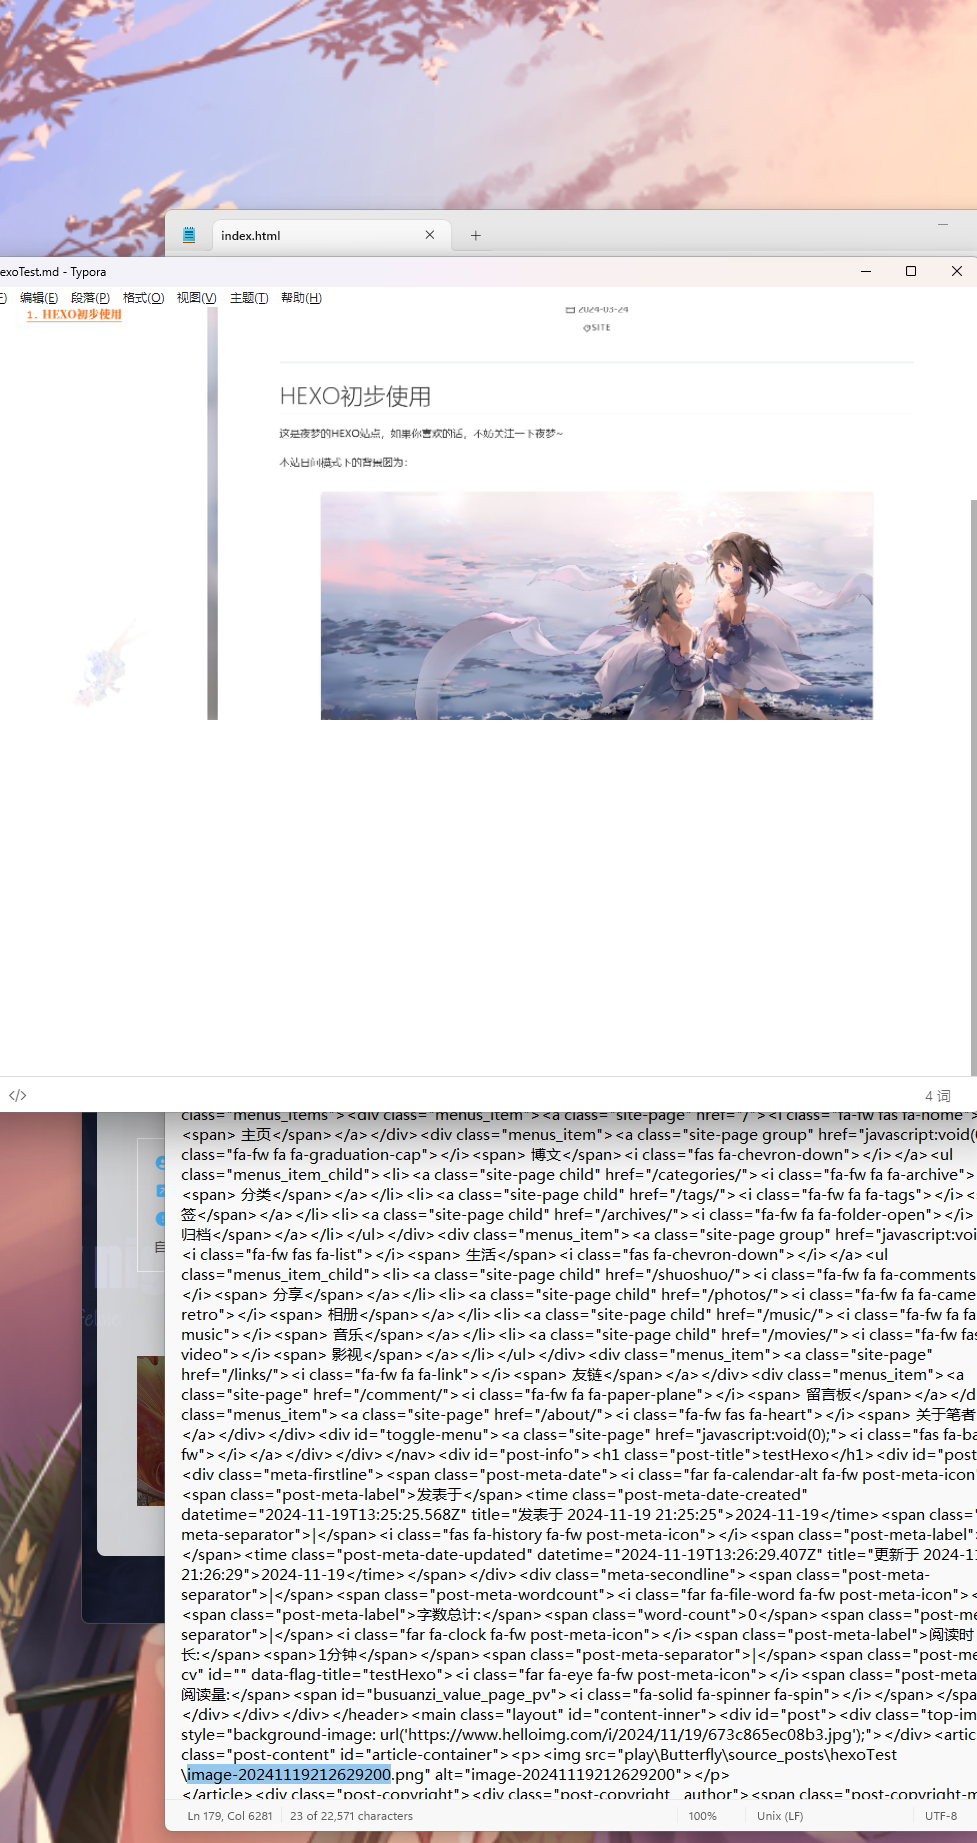 index.html
exoTest.md - Typora
编辑(E) 段落(P) 格式(O) 视图(V) 主题(T) 帮助(H)
1. HEXO初步使用
2024-03-24
@SITE
HEXO初步使用
这是夜梦的HEXO站点，如果你喜欢的话，不妨关注一下夜梦~
本站日间模式下的背景图为：
</>
4 词
class="menus_items"><div class="menu_item"><a class="site-page" href="/"><i class="fa-fw fas fa-home">
<span> 主页</span></a></div><div class="menus_item"><a class="site-page group" href="javascript:void(
class="fa-fw fa fa-graduation-cap"></i><span> 博文</span><i class="fas fa-chevron-down"></i></a><ul
class="menus_item_child"><li><a class="site-page child" href="/categories/"><i class="fa-fw fa fa-archive">
<span> 分类</span></a></li><li><a class="site-page child" href="/tags/"><i class="fa-fw fa fa-tags"></i><
签</span></a></li><li><a class="site-page child" href="/archives/"><i class="fa-fw fa fa-folder-open"></i>
归档</span></a></li></ul></div><div class="menus_item"><a class="site-page group" href="javascript:voi
<i class="fa-fw fas fa-list"></i><span> 生活</span><i class="fas fa-chevron-down"></i></a><ul
class="menus_item_child"><li><a class="site-page child" href="/shuoshuo/"><i class="fa-fw fa fa-comments
</i><span> 分享</span></a></li><li><a class="site-page child" href="/photos/"><i class="fa-fw fa fa-came
retro"></i><span> 相册</span></a></li><li><a class="site-page child" href="/music/"><i class="fa-fw fa fa
music"></i><span> 音乐</span></a></li><li><a class="site-page child" href="/movies/"><i class="fa-fw fas
video"></i><span> 影视</span></a></li></ul></div><div class="menus_item"><a class="site-page"
href="/links/"><i class="fa-fw fa fa-link"></i><span> 友链</span></a></div><div class="menus_item"><a
class="site-page" href="/comment/"><i class="fa-fw fa fa-paper-plane"></i><span> 留言板</span></a></d
class="menus_item"><a class="site-page" href="/about/"><i class="fa-fw fas fa-heart"></i><span> 关于笔者
</a></div></div><div id="toggle-menu"><a class="site-page" href="javascript:void(0);"><i class="fas fa-ba
fw"></i></a></div></div></nav><div id="post-info"><h1 class="post-title">testHexo</h1><div id="post
<div class="meta-firstline"><span class="post-meta-date"><i class="far fa-calendar-alt fa-fw post-meta-icon"
<span class="post-meta-label">发表于</span><time class="post-meta-date-created"
datetime="2024-11-19T13:25:25.568Z" title="发表于 2024-11-19 21:25:25">2024-11-19</time><span class="
meta-separator">|</span><i class="fas fa-history fa-fw post-meta-icon"></i><span class="post-meta-label">
</span><time class="post-meta-date-updated" datetime="2024-11-19T13:26:29.407Z" title="更新于 2024-11
21:26:29">2024-11-19</time></span></div><div class="meta-secondline"><span class="post-meta-
separator">|</span><span class="post-meta-wordcount"><i class="far fa-file-word fa-fw post-meta-icon"><
<span class="post-meta-label">字数总计:</span><span class="word-count">0</span><span class="post-me
separator">|</span><i class="far fa-clock fa-fw post-meta-icon"></i><span class="post-meta-label">阅读时
长:</span><span>1分钟</span></span><span class="post-meta-separator">|</span><span class="post-me
cv" id="" data-flag-title="testHexo"><i class="far fa-eye fa-fw post-meta-icon"></i><span class="post-meta
阅读量:</span><span id="busuanzi_value_page_pv"><i class="fa-solid fa-spinner fa-spin"></i></span></sp
</div></div></div></header><main class="layout" id="content-inner"><div id="post"><div class="top-im
style="background-image: url('https://www.helloimg.com/i/2024/11/19/673c865ec08b3.jpg');"></div><artic
class="post-content" id="article-container"><p><img src="play\Butterfly\source_posts\hexoTest
\image-20241119212629200.png" alt="image-20241119212629200"></p>
</article><div class="post-copyright"><div class="post-copyright__author"><span class="post-copyright-m
Ln 179, Col 6281 23 of 22,571 characters 100% Unix (LF) UTF-8